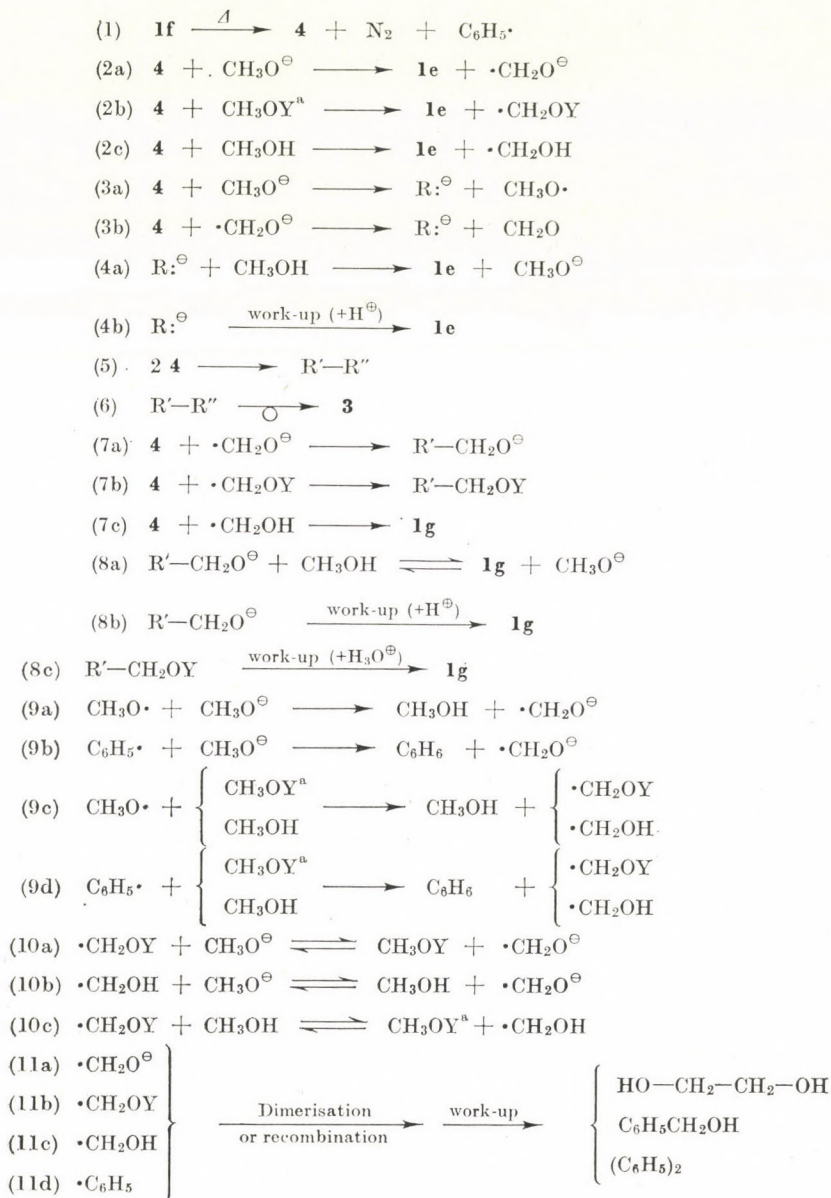 (1) 1f —Δ→ 4 + N₂ + C₆H₅·
(2a) 4 +. CH₃O⊖ ⟶ 1e + ·CH₂O⊖
(2b) 4 + CH₃OYᵃ ⟶ 1e + ·CH₂OY
(2c) 4 + CH₃OH ⟶ 1e + ·CH₂OH
(3a) 4 + CH₃O⊖ ⟶ R:⊖ + CH₃O·
(3b) 4 + ·CH₂O⊖ ⟶ R:⊖ + CH₂O
(4a) R:⊖ + CH₃OH ⟶ 1e + CH₃O⊖
(4b) R:⊖ —work-up (+H⊕)→ 1e
(5) . 2 4 ⟶ R′—R″
(6) R′—R″ ⟶ 3
(7a) 4 + ·CH₂O⊖ ⟶ R′—CH₂O⊖
(7b) 4 + ·CH₂OY ⟶ R′—CH₂OY
(7c) 4 + ·CH₂OH ⟶ 1g
(8a) R′—CH₂O⊖ + CH₃OH ⇌ 1g + CH₃O⊖
(8b) R′—CH₂O⊖ —work-up (+H⊕)→ 1g
(8c) R′—CH₂OY —work-up (+H₃O⊕)→ 1g
(9a) CH₃O· + CH₃O⊖ ⟶ CH₃OH + ·CH₂O⊖
(9b) C₆H₅· + CH₃O⊖ ⟶ C₆H₆ + ·CH₂O⊖
(9c) CH₃O· + { CH₃OYᵃ / CH₃OH ⟶ CH₃OH + { ·CH₂OY / ·CH₂OH
(9d) C₆H₅· + { CH₃OYᵃ / CH₃OH ⟶ C₆H₆ + { ·CH₂OY / ·CH₂OH
(10a) ·CH₂OY + CH₃O⊖ ⇌ CH₃OY + ·CH₂O⊖
(10b) ·CH₂OH + CH₃O⊖ ⇌ CH₃OH + ·CH₂O⊖
(10c) ·CH₂OY + CH₃OH ⇌ CH₃OYᵃ + ·CH₂OH
(11a) ·CH₂O⊖
(11b) ·CH₂OY
(11c) ·CH₂OH
(11d) ·C₆H₅
Dimerisation
or recombination
work-up
HO—CH₂—CH₂—OH
C₆H₅CH₂OH
(C₆H₅)₂